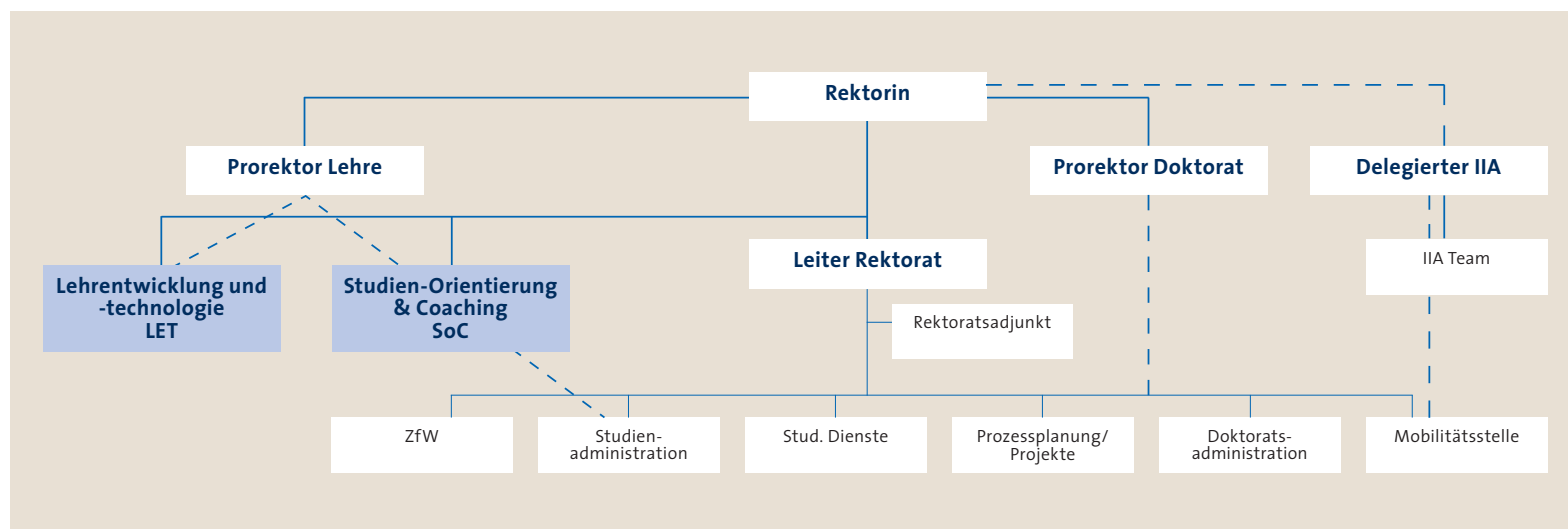 Rektorin
Prorektor Lehre
Prorektor Doktorat
Delegierter IIA
Leiter Rektorat
IIA Team
Lehrentwicklung und
-technologie
LET
Studien-Orientierung
& Coaching
SoC
Rektoratsadjunkt
ZfW
Studien-
administration
Stud. Dienste
Prozessplanung/
Projekte
Doktorats-
administration
Mobilitätsstelle